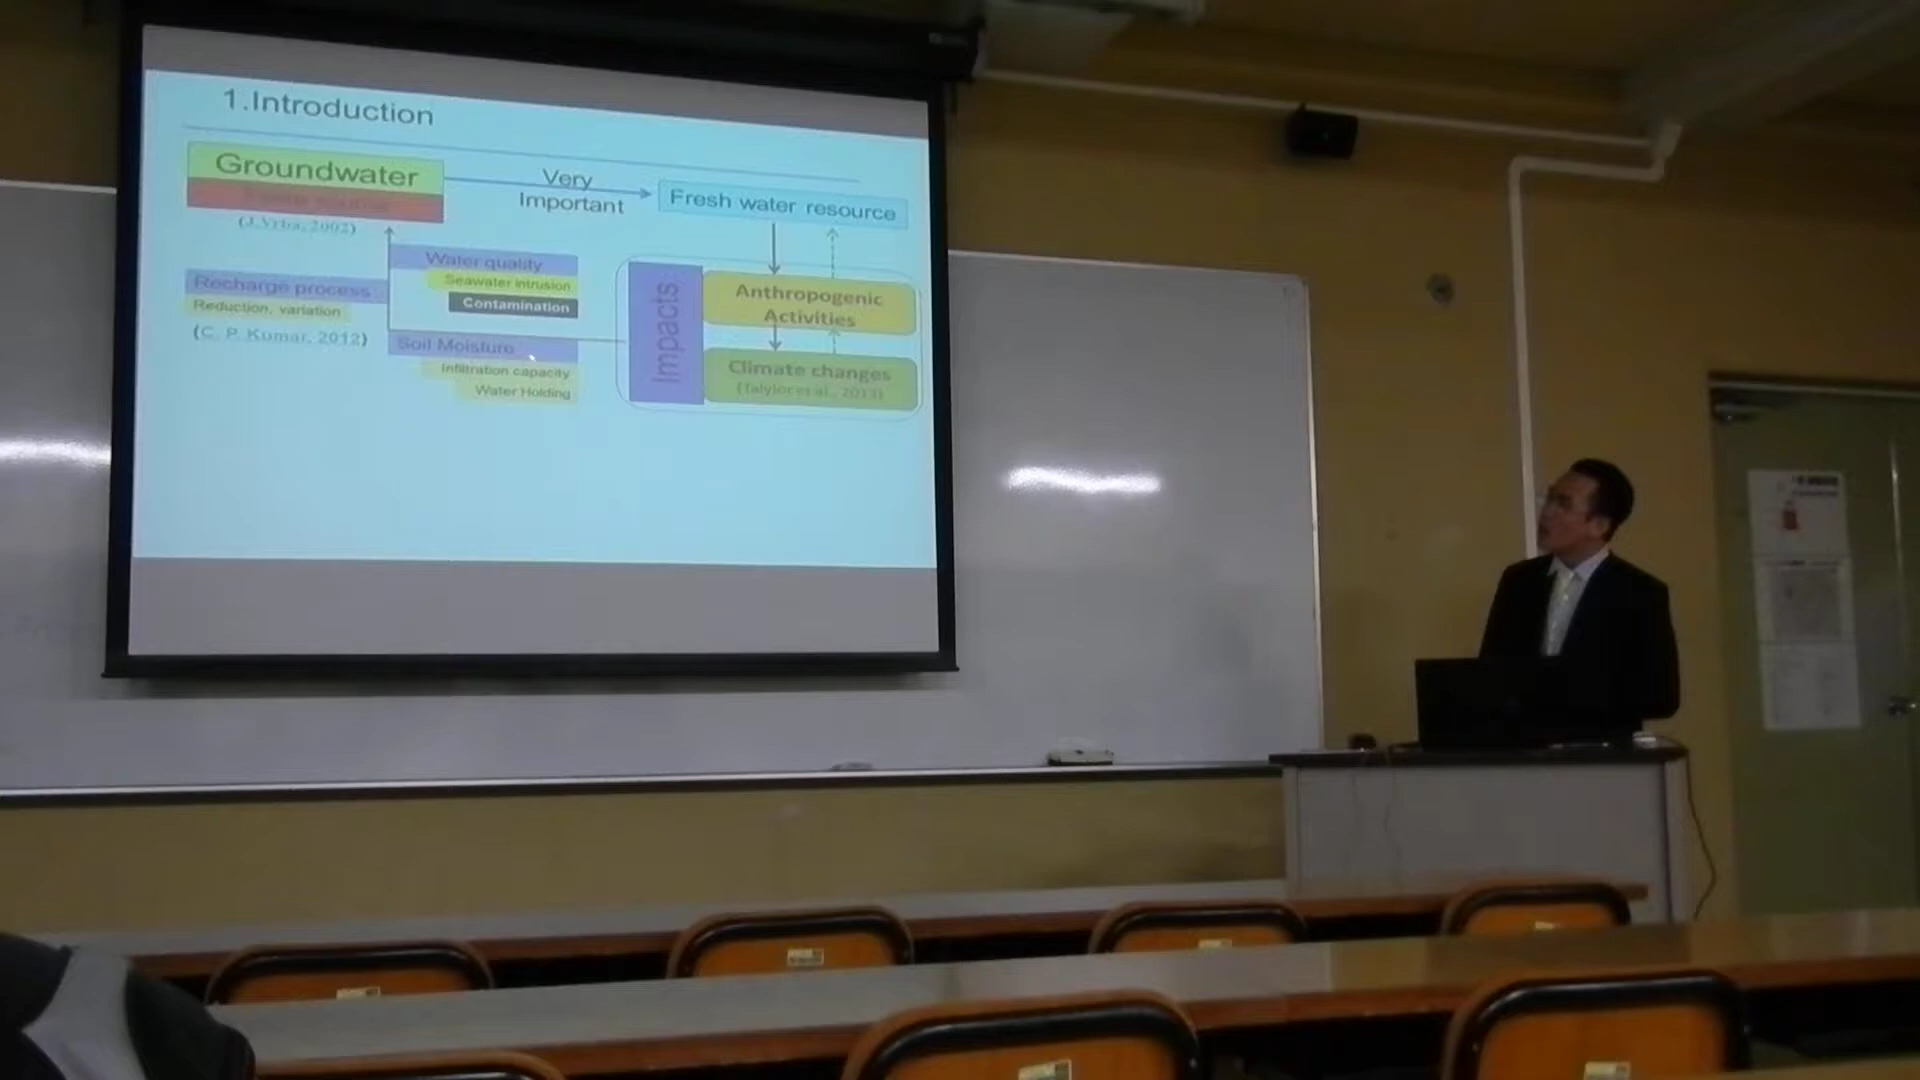 1.Introduction
Groundwater
(J.Vrba, 2002)
Very
Important
Fresh water resource
Water quality
Seawater intrusion
Contamination
Recharge process
Reduction, variation
(C. P. Kumar, 2012)
Soil Moisture
Infiltration capacity
Water Holding
Impacts
Anthropogenic
Activities
Climate changes